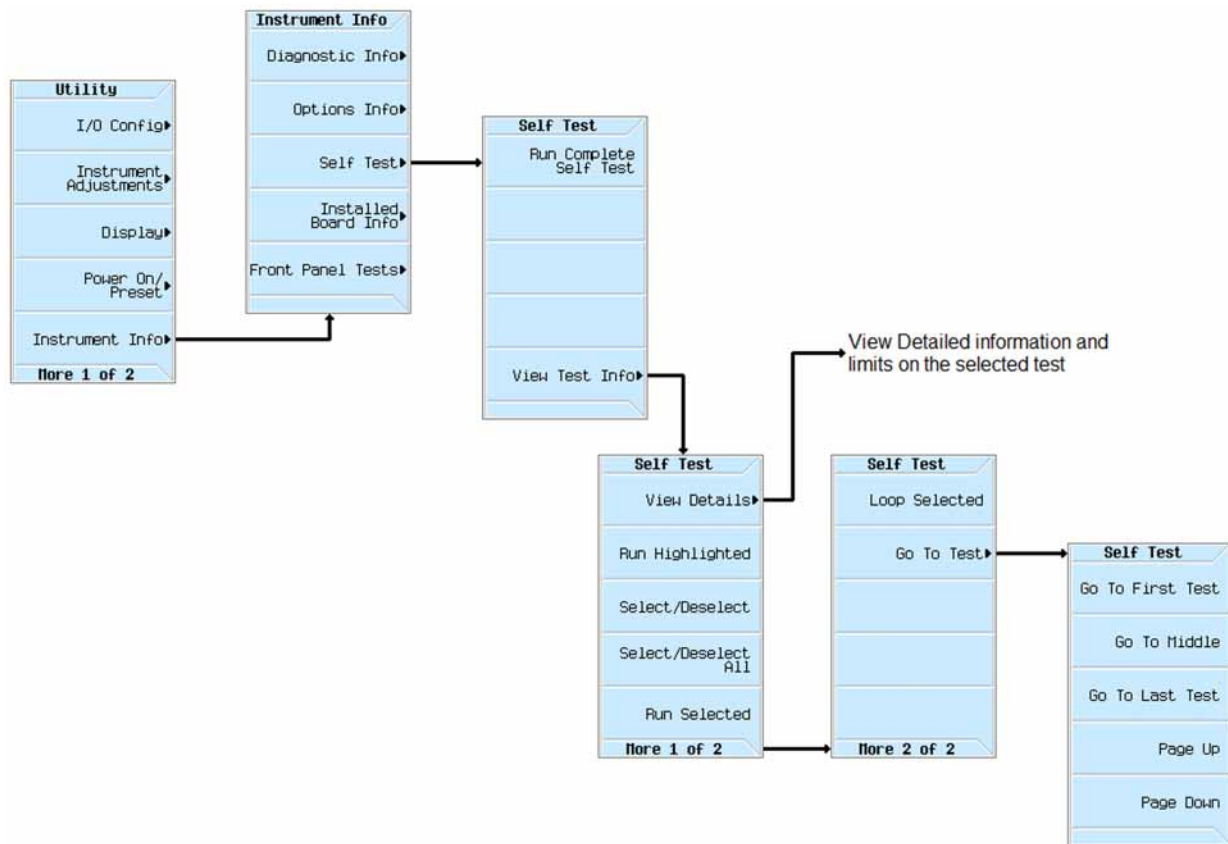 Utility
I/O Config
Instrument
Adjustments
Display
Power On/
Preset
Instrument Info
More 1 of 2
Instrument Info
Diagnostic Info
Options Info
Self Test
Installed
Board Info
Front Panel Tests
Self Test
Run Complete
Self Test
View Test Info
View Detailed information and
limits on the selected test
Self Test
View Details
Run Highlighted
Select/Deselect
Select/Deselect
All
Run Selected
More 1 of 2
Self Test
Loop Selected
Go To Test
More 2 of 2
Self Test
Go To First Test
Go To Middle
Go To Last Test
Page Up
Page Down